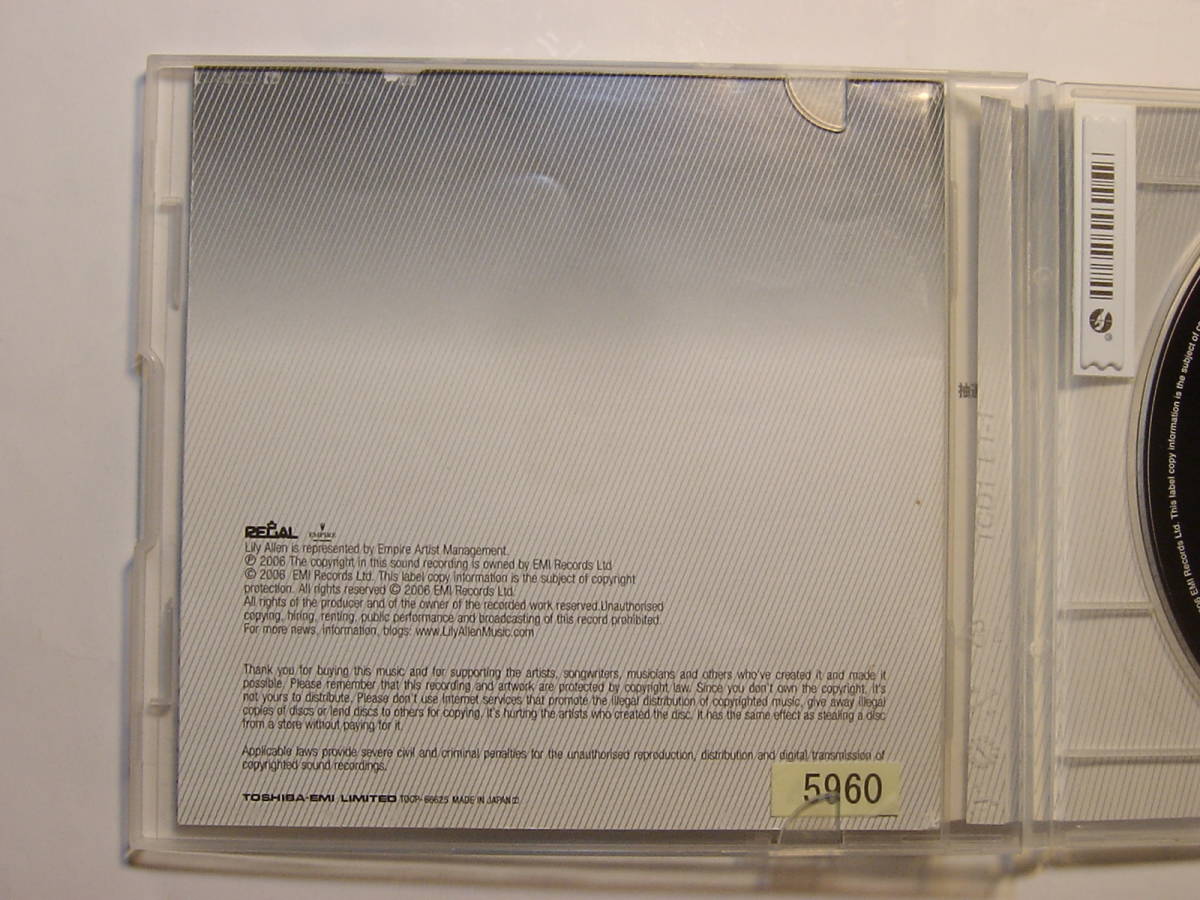 REGAL EMPIRE
Lily Allen is represented by Empire Artist Management.
℗ 2006 The copyright in this sound recording is owned by EMI Records Ltd
© 2006 EMI Records Ltd. This label copy information is the subject of copyright
protection. All rights reserved © 2006 EMI Records Ltd.
All rights of the producer and of the owner of the recorded work reserved.Unauthorised
copying, hiring, renting, public performance and broadcasting of this record prohibited.
For more news, information, blogs: www.LilyAllenMusic.com
Thank you for buying this music and for supporting the artists, songwriters, musicians and others who've created it and made it
possible. Please remember that this recording and artwork are protected by copyright law. Since you don't own the copyright, it's
not yours to distribute. Please don't use Internet services that promote the illegal distribution of copyrighted music, give away illegal
copies of discs or lend discs to others for copying. It's hurting the artists who created the disc. It has the same effect as stealing a disc
from a store without paying for it.
Applicable laws provide severe civil and criminal penalties for the unauthorised reproduction, distribution and digital transmission of
copyrighted sound recordings.
TOSHIBA-EMI LIMITED TOCP-66625 MADE IN JAPAN
5960
EMI Records Ltd. This label copy information is the subject of